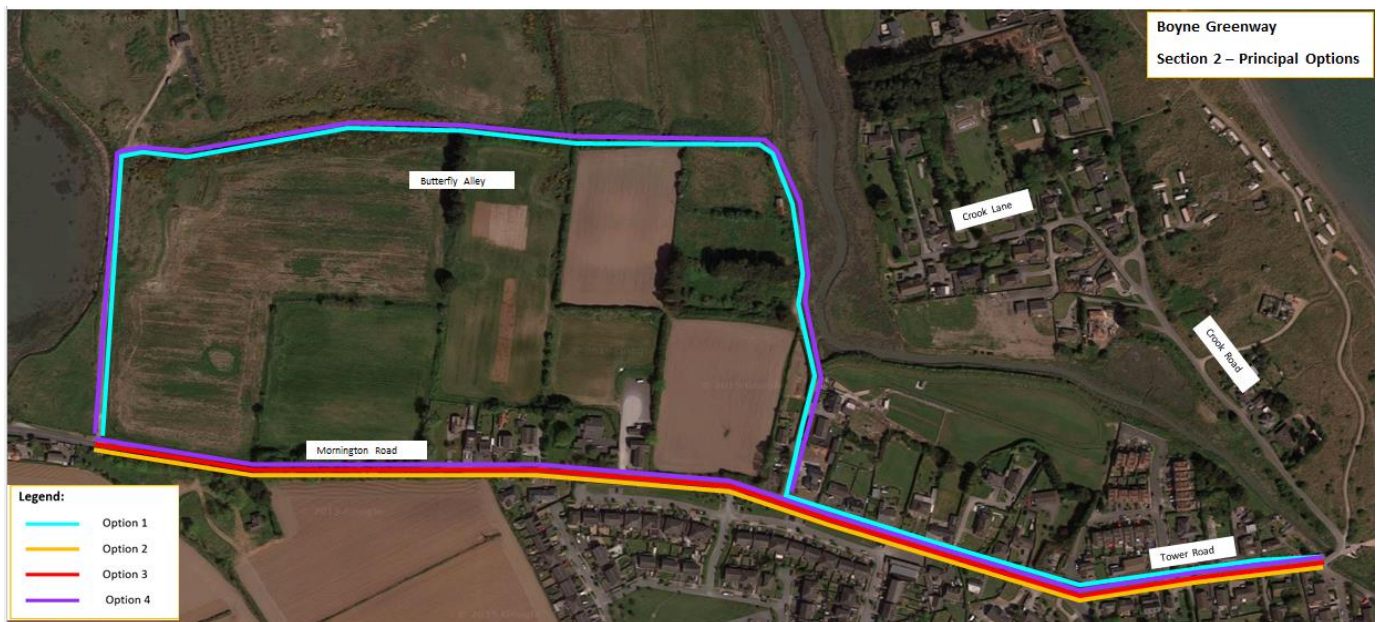 Boyne Greenway
Section 2 – Principal Options
Butterfly Alley
Crook Lane
Crook Road
Mornington Road
Tower Road
Legend:
Option 1
Option 2
Option 3
Option 4